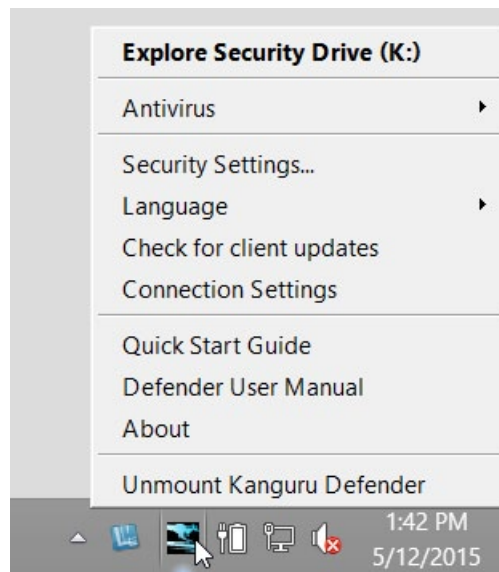 Explore Security Drive (K:)
Antivirus
Security Settings...
Language
Check for client updates
Connection Settings
Quick Start Guide
Defender User Manual
About
Unmount Kanguru Defender
1:42 PM
5/12/2015